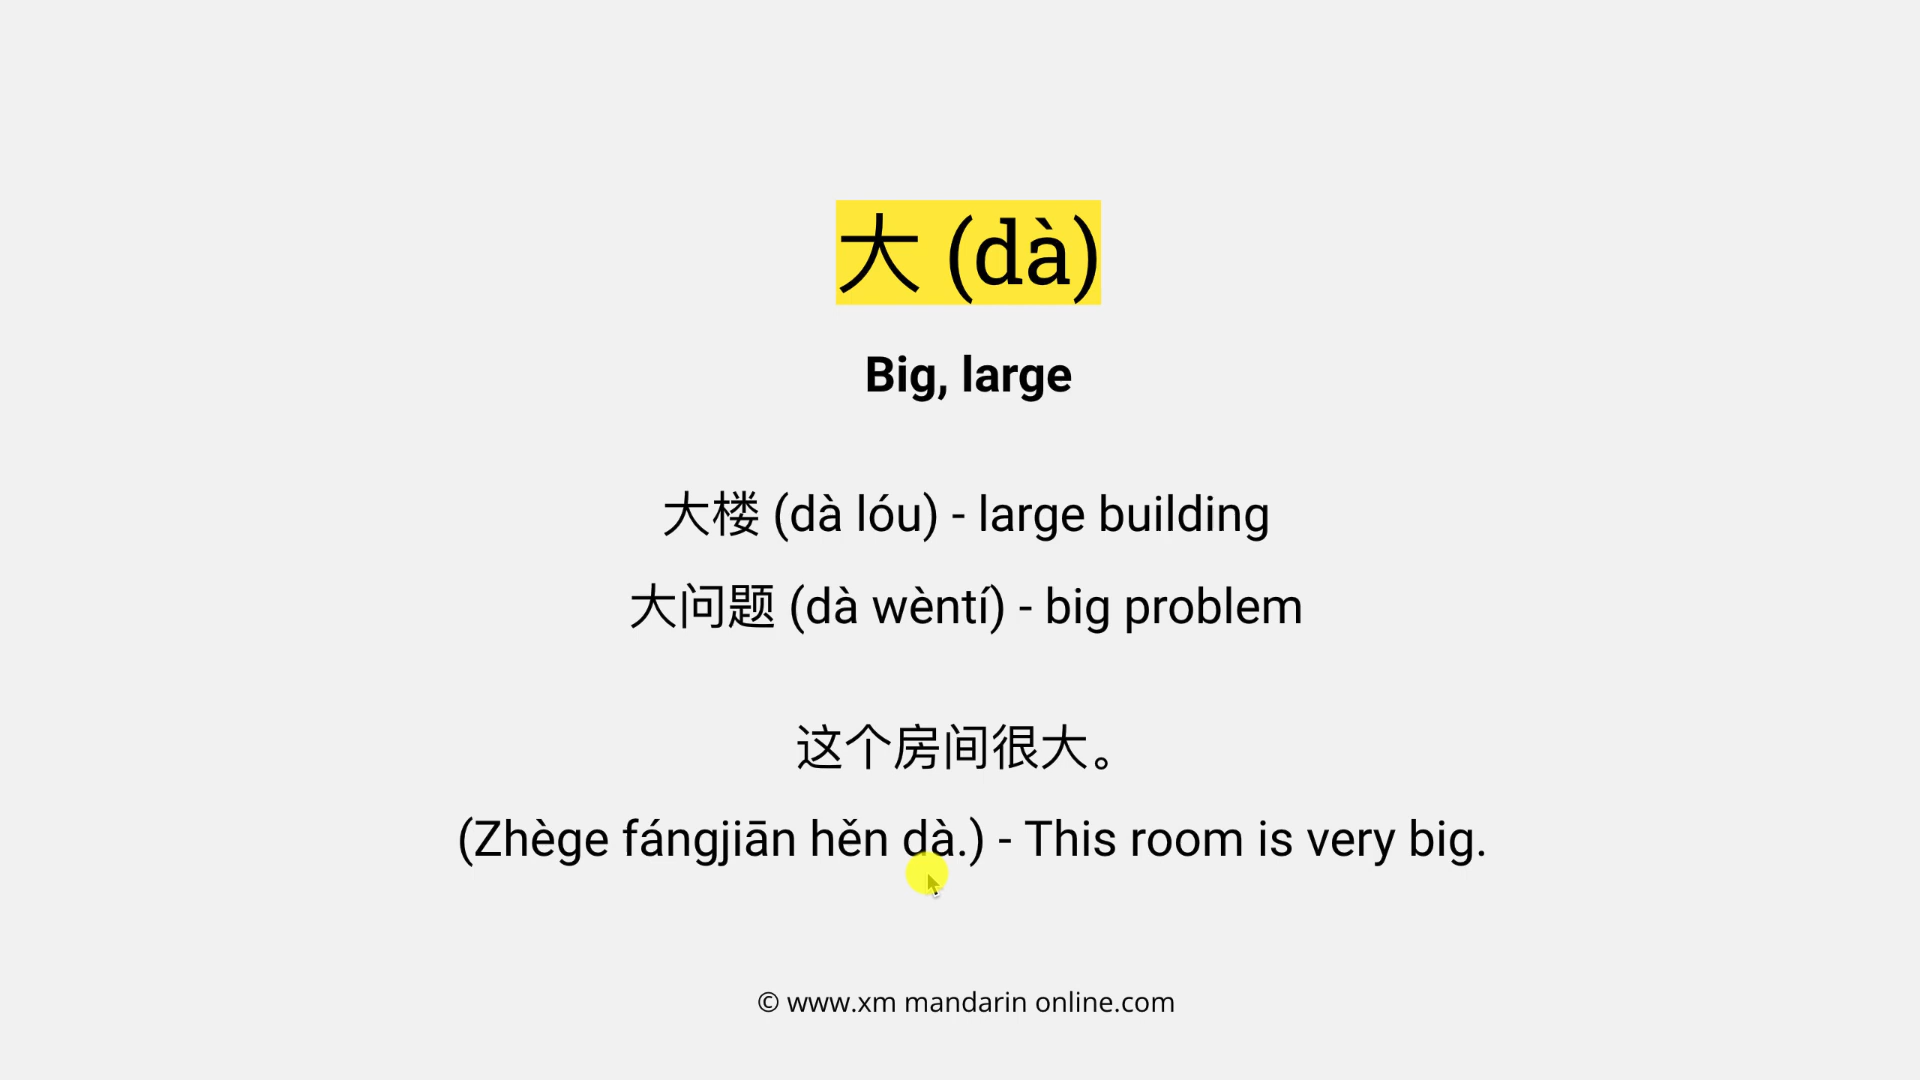 大 (dà)
Big, large
大楼 (dà lóu) - large building
大问题 (dà wèntí) - big problem
这个房间很大。
(Zhège fángjiān hěn dà.) - This room is very big.
© www.xm mandarin online.com